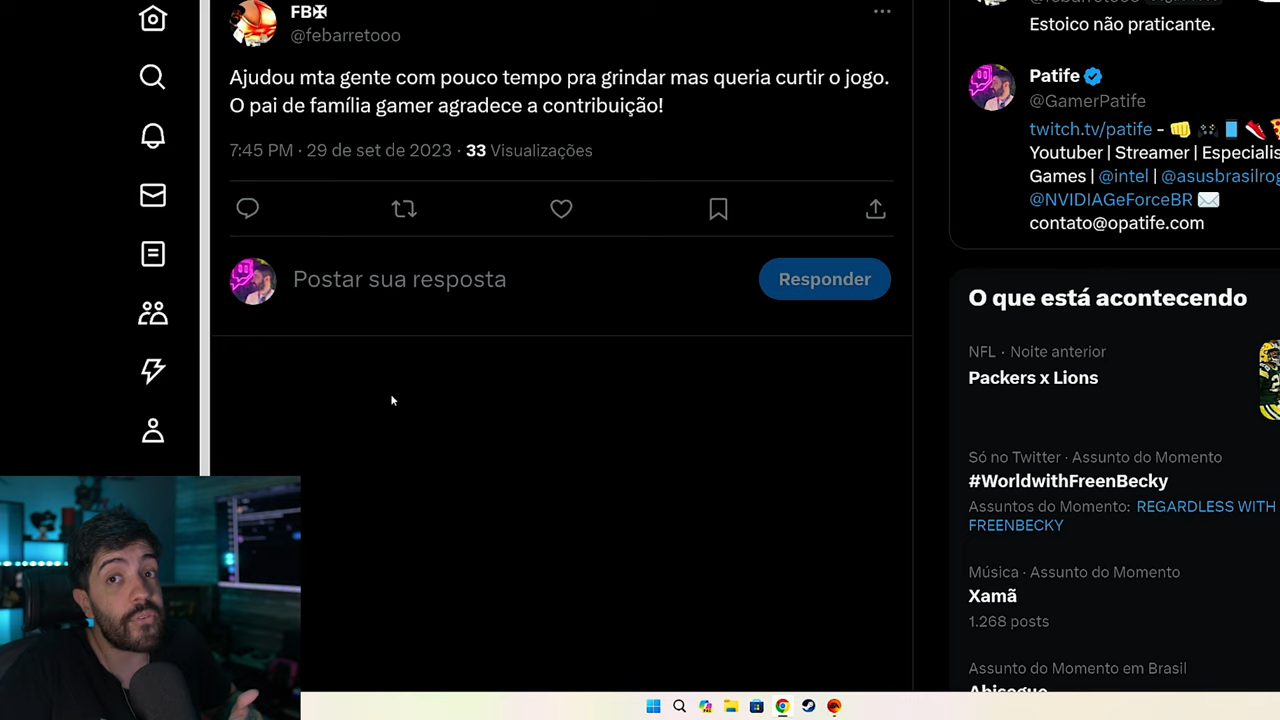 FB✠
@febarretooo
Ajudou mta gente com pouco tempo pra grindar mas queria curtir o jogo.
O pai de família gamer agradece a contribuição!
7:45 PM · 29 de set de 2023 · 33 Visualizações
Postar sua resposta
Responder
Estoico não praticante.
Patife
@GamerPatife
twitch.tv/patife - 👊 🎮 📱 👟 🍕
Youtuber | Streamer | Especialis
Games | @intel | @asusbrasilrog
@NVIDIAGeForceBR ✉️
contato@opatife.com
O que está acontecendo
NFL · Noite anterior
Packers x Lions
Só no Twitter · Assunto do Momento
#WorldwithFreenBecky
Assuntos do Momento: REGARDLESS WITH
FREENBECKY
Música · Assunto do Momento
Xamã
1.268 posts
Assunto do Momento em Brasil